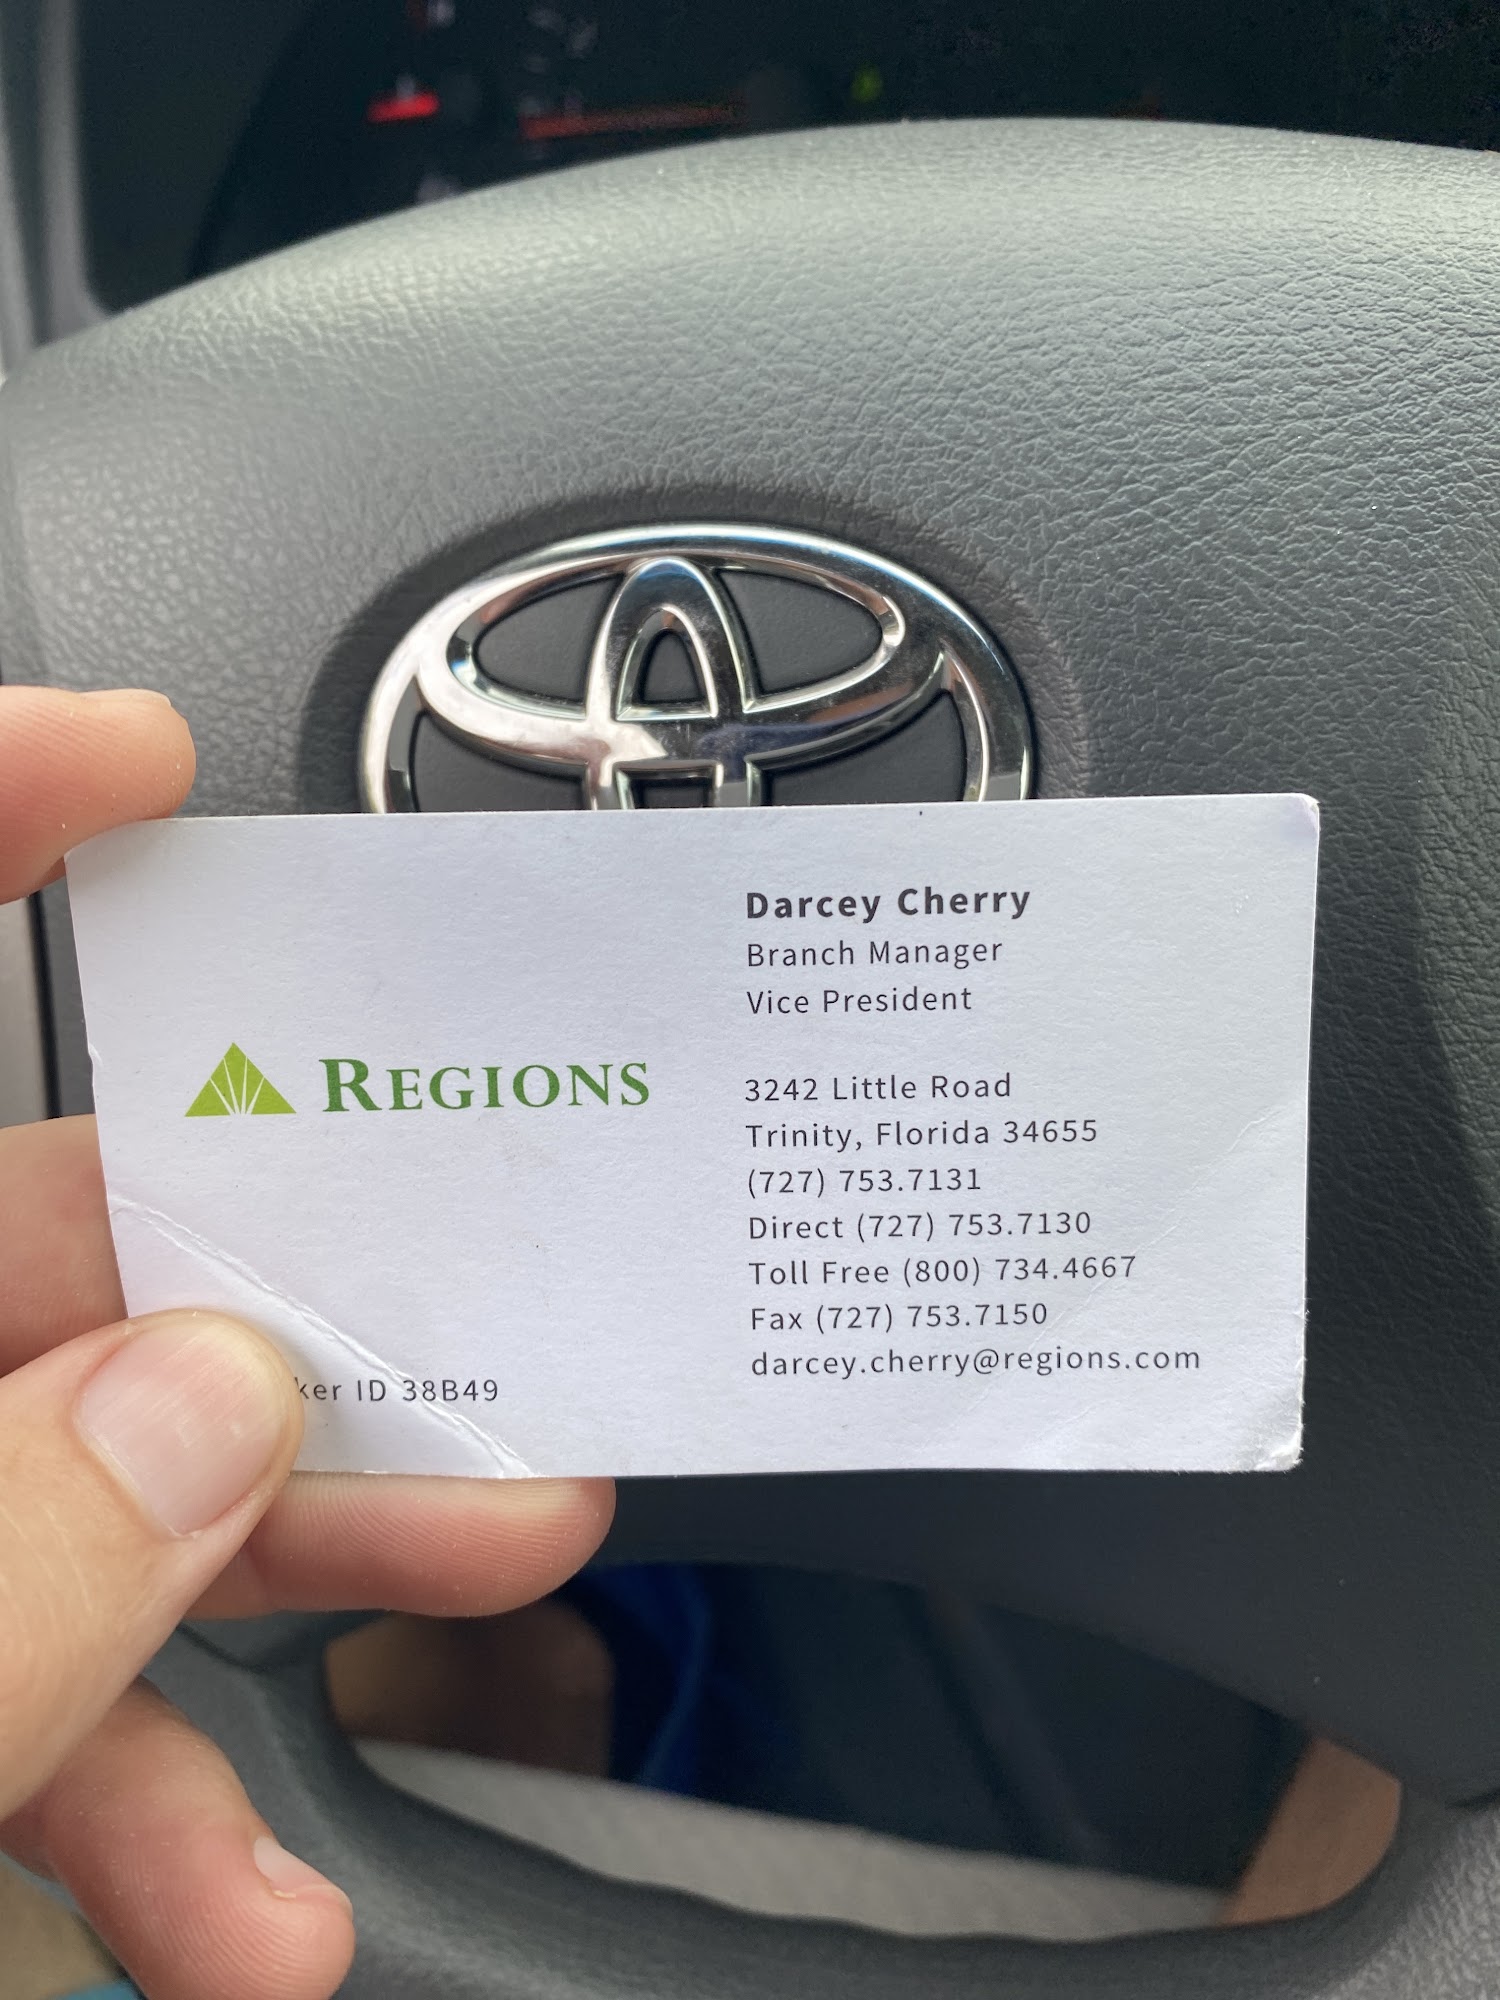 Darcey Cherry
Branch Manager
Vice President
REGIONS
3242 Little Road
Trinity, Florida 34655
(727) 753.7131
Direct (727) 753.7130
Toll Free (800) 734.4667
Fax (727) 753.7150
darcey.cherry@regions.com
ID 38B49